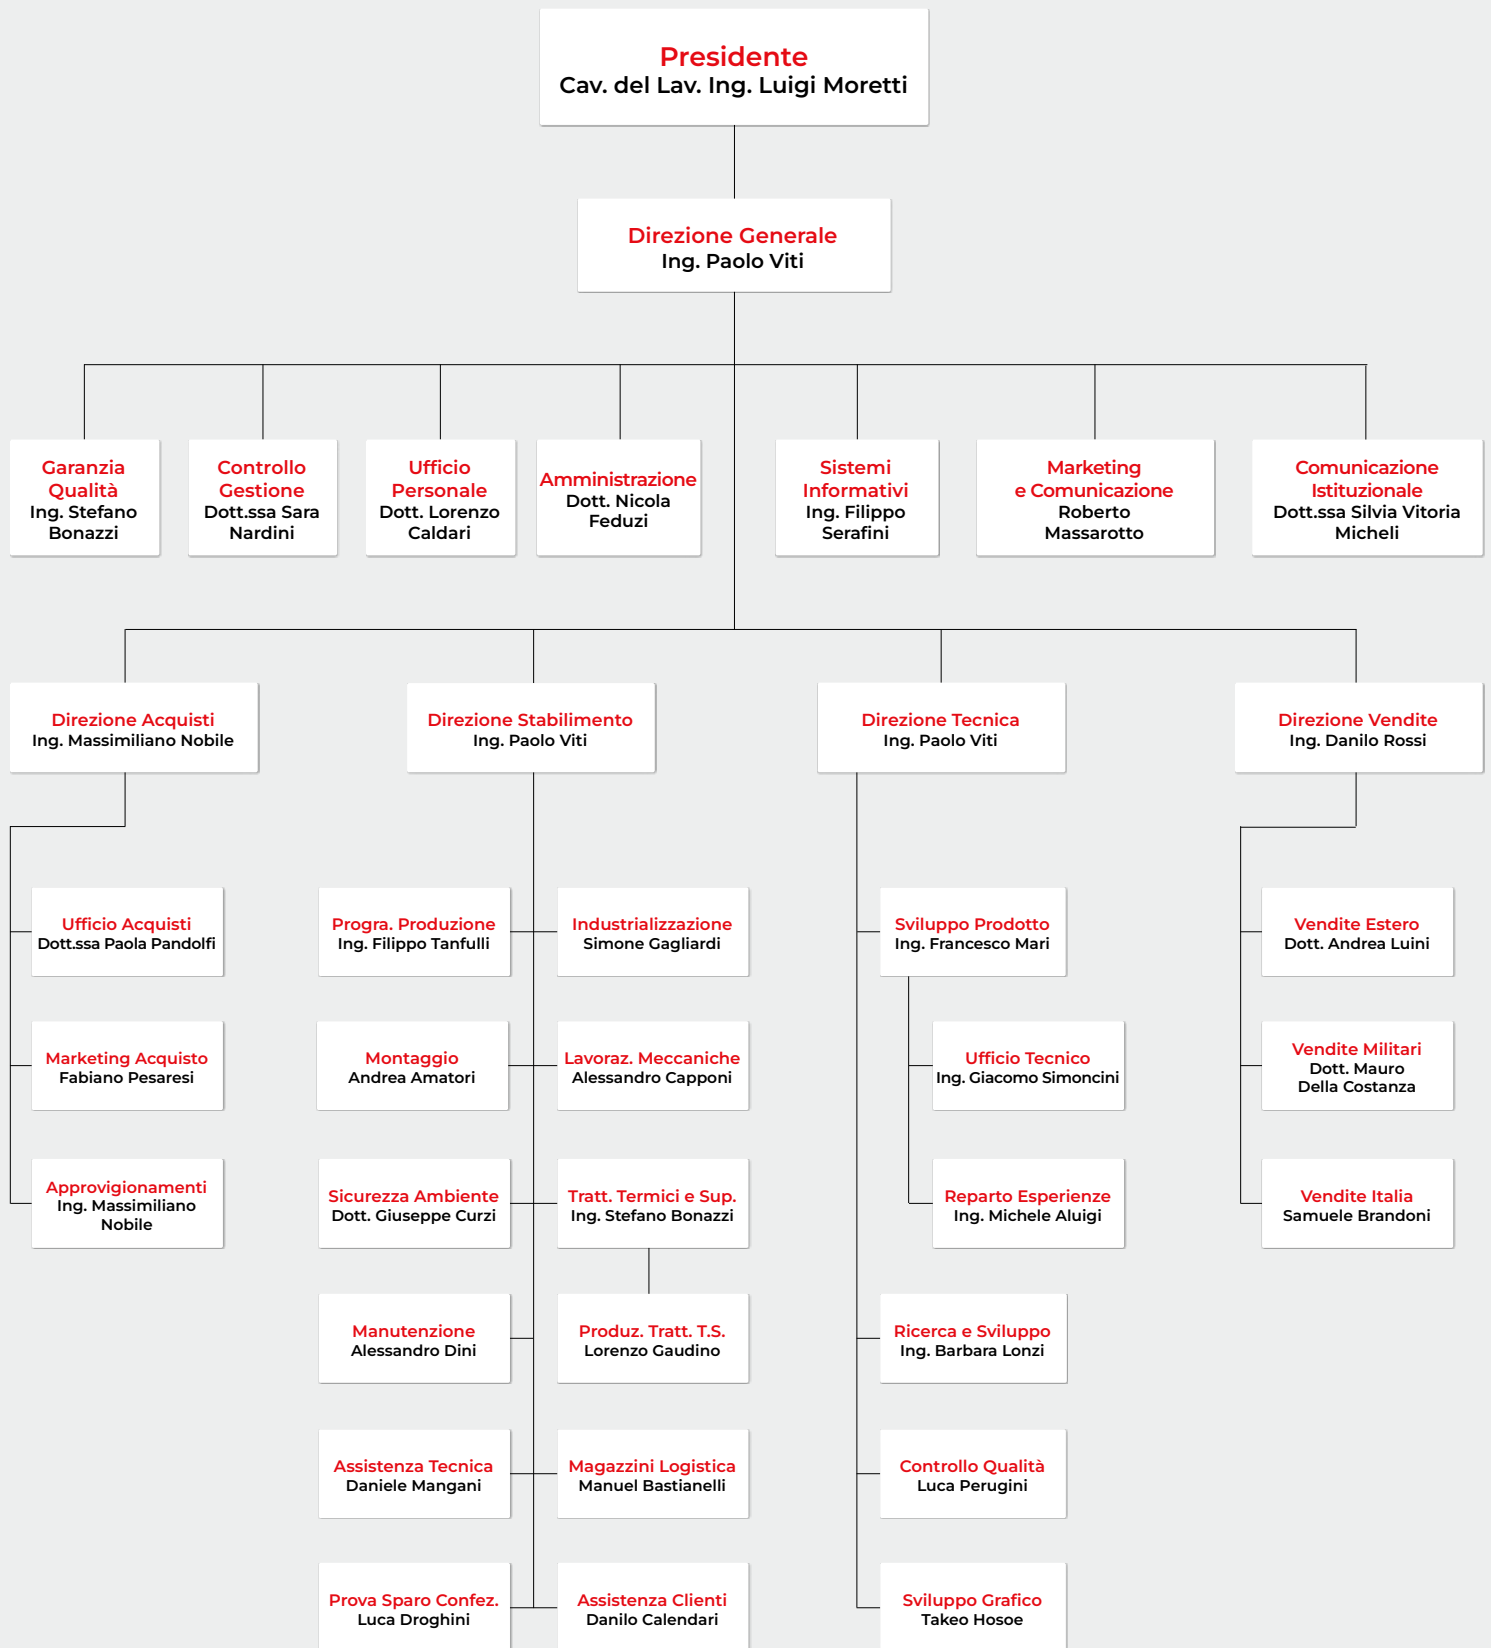 Presidente
Cav. del Lav. Ing. Luigi Moretti
Direzione Generale
Ing. Paolo Viti
Garanzia
Qualità
Ing. Stefano
Bonazzi
Controllo
Gestione
Dott.ssa Sara
Nardini
Ufficio
Personale
Dott. Lorenzo
Caldari
Amministrazione
Dott. Nicola
Feduzi
Sistemi
Informativi
Ing. Filippo
Serafini
Marketing
e Comunicazione
Roberto
Massarotto
Comunicazione
Istituzionale
Dott.ssa Silvia Vitoria
Micheli
Direzione Acquisti
Ing. Massimiliano Nobile
Direzione Stabilimento
Ing. Paolo Viti
Direzione Tecnica
Ing. Paolo Viti
Direzione Vendite
Ing. Danilo Rossi
Ufficio Acquisti
Dott.ssa Paola Pandolfi
Marketing Acquisto
Fabiano Pesaresi
Approvigionamenti
Ing. Massimiliano
Nobile
Progra. Produzione
Ing. Filippo Tanfulli
Industrializzazione
Simone Gagliardi
Montaggio
Andrea Amatori
Lavoraz. Meccaniche
Alessandro Capponi
Sicurezza Ambiente
Dott. Giuseppe Curzi
Tratt. Termici e Sup.
Ing. Stefano Bonazzi
Manutenzione
Alessandro Dini
Produz. Tratt. T.S.
Lorenzo Gaudino
Assistenza Tecnica
Daniele Mangani
Magazzini Logistica
Manuel Bastianelli
Prova Sparo Confez.
Luca Droghini
Assistenza Clienti
Danilo Calendari
Sviluppo Prodotto
Ing. Francesco Mari
Ufficio Tecnico
Ing. Giacomo Simoncini
Reparto Esperienze
Ing. Michele Aluigi
Ricerca e Sviluppo
Ing. Barbara Lonzi
Controllo Qualità
Luca Perugini
Sviluppo Grafico
Takeo Hosoe
Vendite Estero
Dott. Andrea Luini
Vendite Militari
Dott. Mauro
Della Costanza
Vendite Italia
Samuele Brandoni